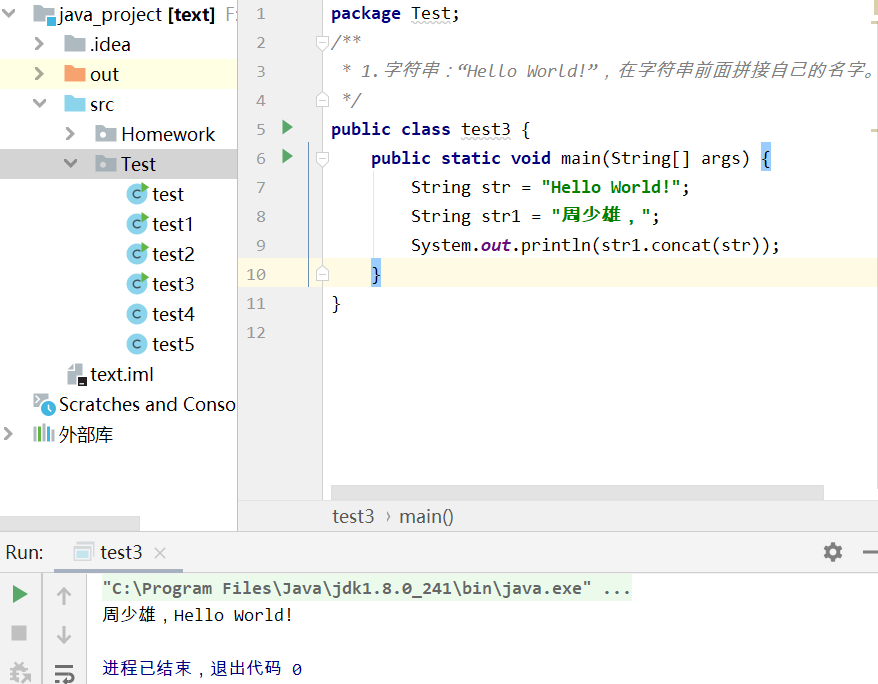 java_project [text]
.idea
out
src
Homework
Test
test
test1
test2
test3
test4
test5
text.iml
Scratches and Conso
外部库
1 package Test;
2 /**
3 * 1.字符串：“Hello World!”，在字符串前面拼接自己的名字。
4 */
5 public class test3 {
6 public static void main(String[] args) {
7 String str = "Hello World!";
8 String str1 = "周少雄，";
9 System.out.println(str1.concat(str));
10 }
11 }
12
test3 › main()
Run: test3
"C:\Program Files\Java\jdk1.8.0_241\bin\java.exe" ...
周少雄，Hello World!
进程已结束，退出代码 0